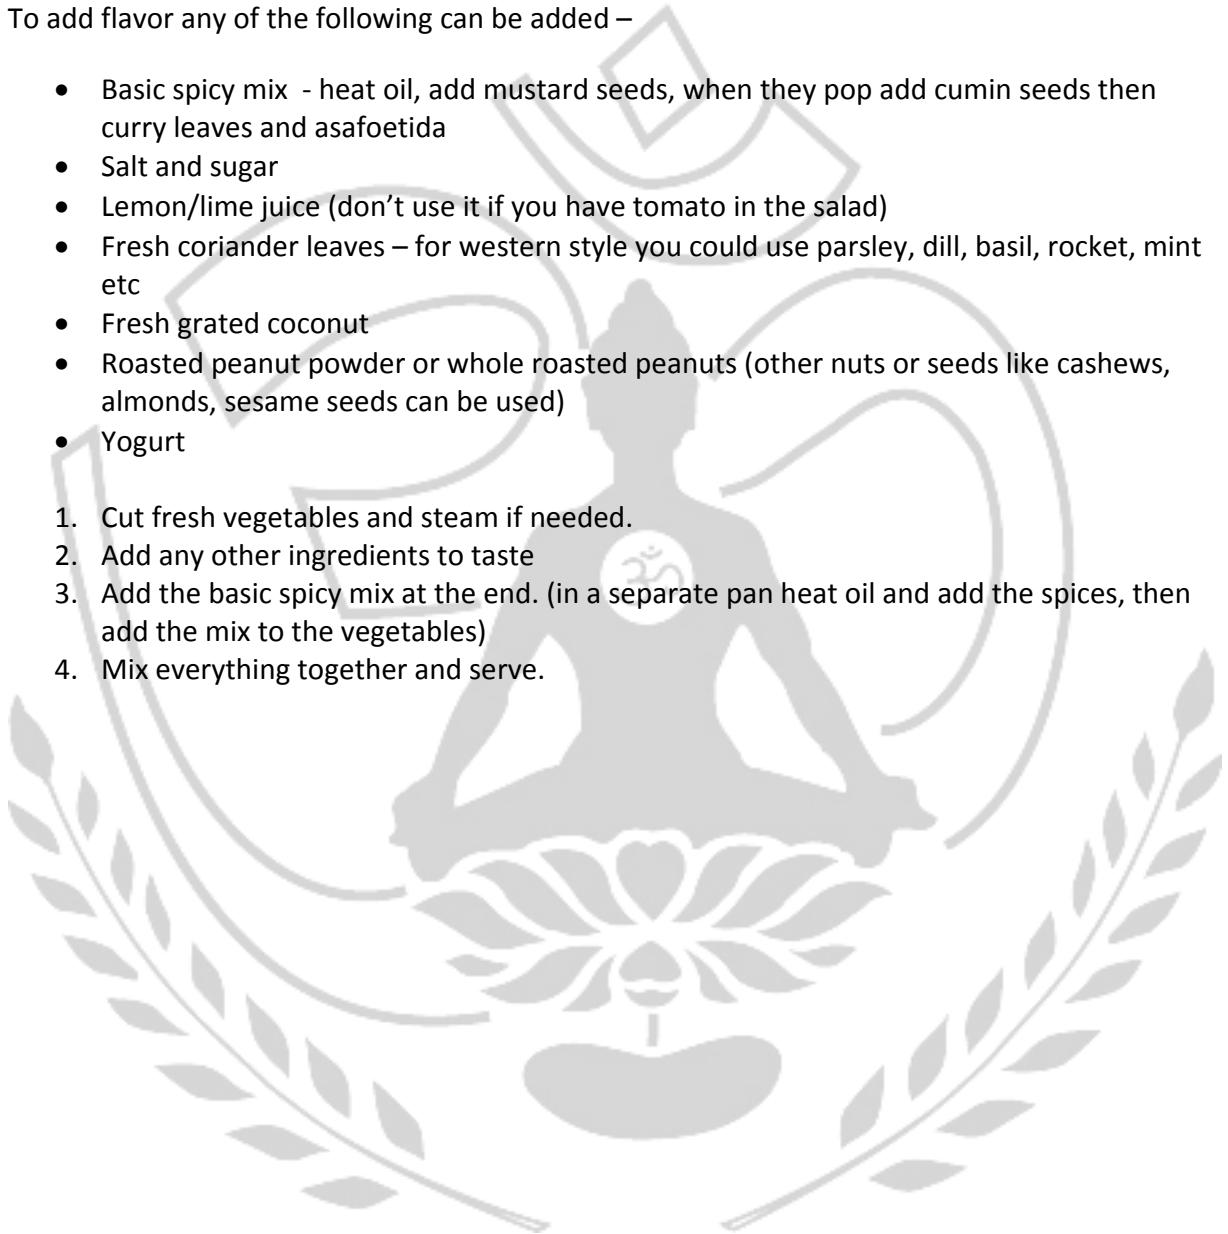 To add flavor any of the following can be added –
• Basic spicy mix  - heat oil, add mustard seeds, when they pop add cumin seeds then
curry leaves and asafoetida
• Salt and sugar
• Lemon/lime juice (don’t use it if you have tomato in the salad)
• Fresh coriander leaves – for western style you could use parsley, dill, basil, rocket, mint
etc
• Fresh grated coconut
• Roasted peanut powder or whole roasted peanuts (other nuts or seeds like cashews,
almonds, sesame seeds can be used)
• Yogurt
1. Cut fresh vegetables and steam if needed.
2. Add any other ingredients to taste
3. Add the basic spicy mix at the end. (in a separate pan heat oil and add the spices, then
add the mix to the vegetables)
4. Mix everything together and serve.
ॐ